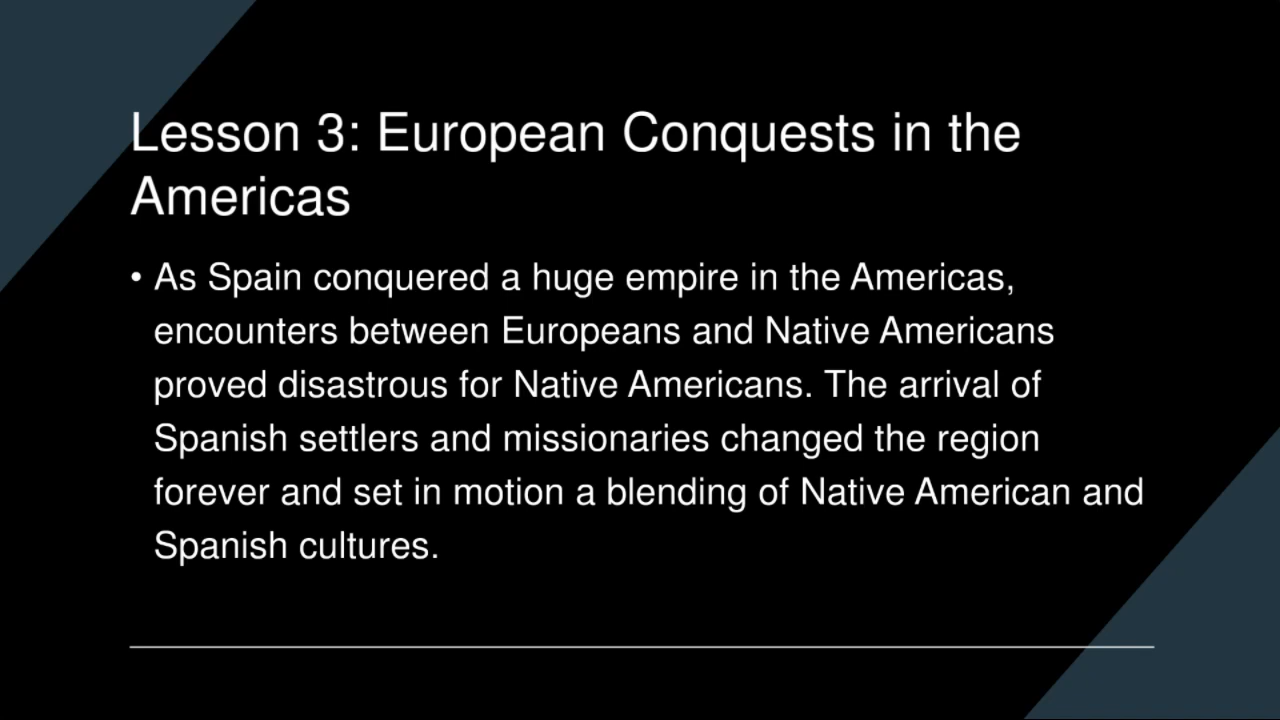 Lesson 3: European Conquests in the
Americas
• As Spain conquered a huge empire in the Americas,
encounters between Europeans and Native Americans
proved disastrous for Native Americans. The arrival of
Spanish settlers and missionaries changed the region
forever and set in motion a blending of Native American and
Spanish cultures.